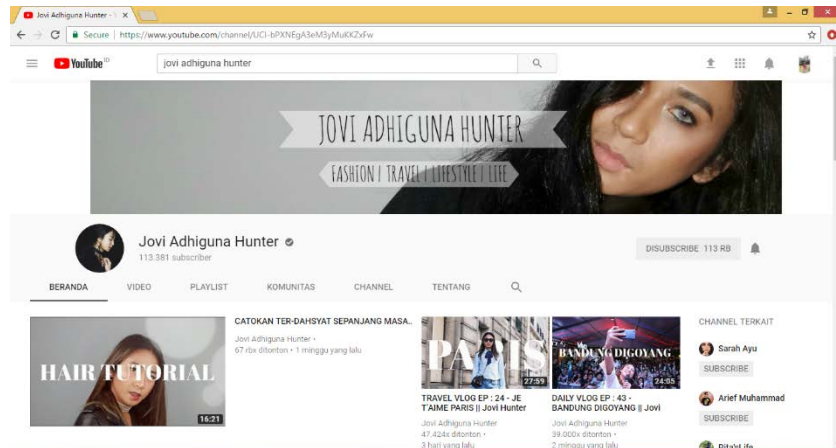 Jovi Adhiguna Hunter - Y
Secure | https://www.youtube.com/channel/UCI-bPXNEgA3eM3yMuKKZxFw
YouTube ID
jovi adhiguna hunter
JOVI ADHIGUNA HUNTER
FASHION | TRAVEL | LIFESTYLE | LIFE
Jovi Adhiguna Hunter
113.381 subscriber
DISUBSCRIBE 113 RB
BERANDA VIDEO PLAYLIST KOMUNITAS CHANNEL TENTANG
HAIR TUTORIAL
16:21
CATOKAN TER-DAHSYAT SEPANJANG MASA..
Jovi Adhiguna Hunter •
67 rbx ditonton • 1 minggu yang lalu
PARIS
27:59
TRAVEL VLOG EP : 24 - JE
T'AIME PARIS || Jovi Hunter
Jovi Adhiguna Hunter
47.424x ditonton •
3 hari yang lalu
BANDUNG DIGOYANG
24:05
DAILY VLOG EP : 43 -
BANDUNG DIGOYANG || Jovi
Jovi Adhiguna Hunter
39.000x ditonton •
2 minggu yang lalu
CHANNEL TERKAIT
Sarah Ayu
SUBSCRIBE
Arief Muhammad
SUBSCRIBE